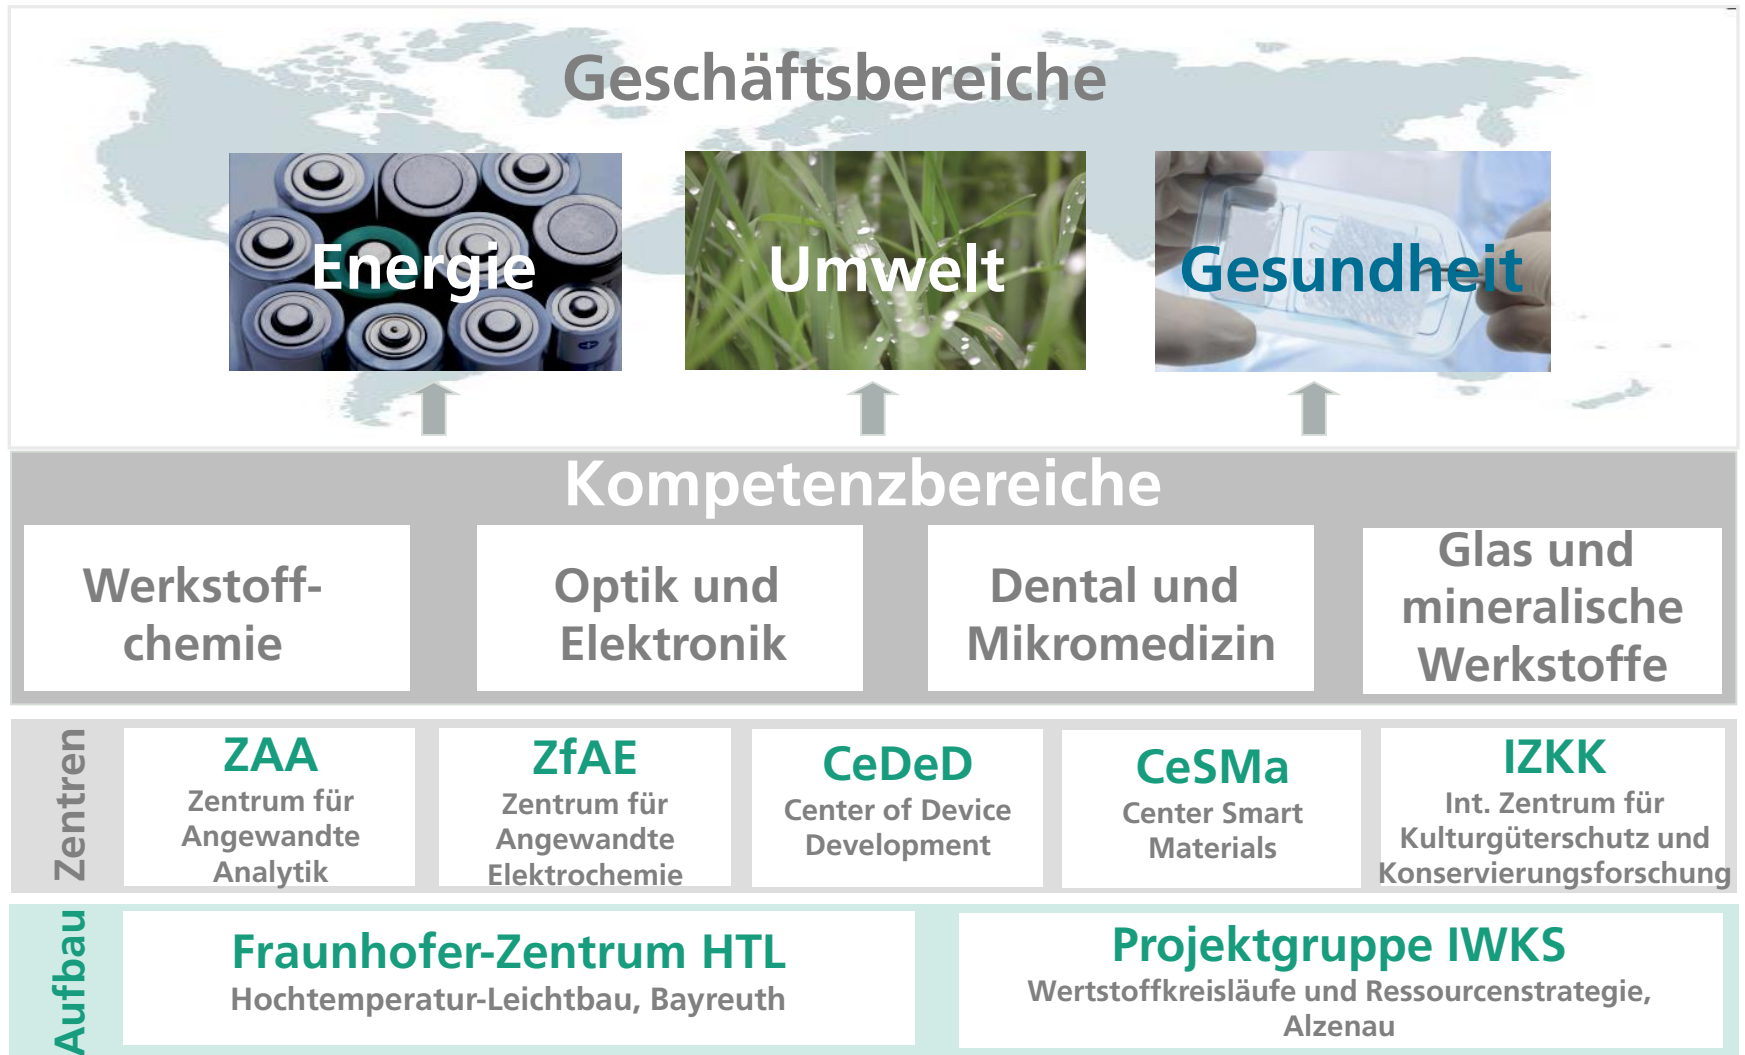 Geschäftsbereiche
Energie
Umwelt
Gesundheit
Kompetenzbereiche
Werkstoff-
chemie
Optik und
Elektronik
Dental und
Mikromedizin
Glas und
mineralische
Werkstoffe
Zentren
ZAA
Zentrum für
Angewandte
Analytik
ZfAE
Zentrum für
Angewandte
Elektrochemie
CeDeD
Center of Device
Development
CeSMa
Center Smart
Materials
IZKK
Int. Zentrum für
Kulturgüterschutz und
Konservierungsforschung
Aufbau
Fraunhofer-Zentrum HTL
Hochtemperatur-Leichtbau, Bayreuth
Projektgruppe IWKS
Wertstoffkreisläufe und Ressourcenstrategie,
Alzenau